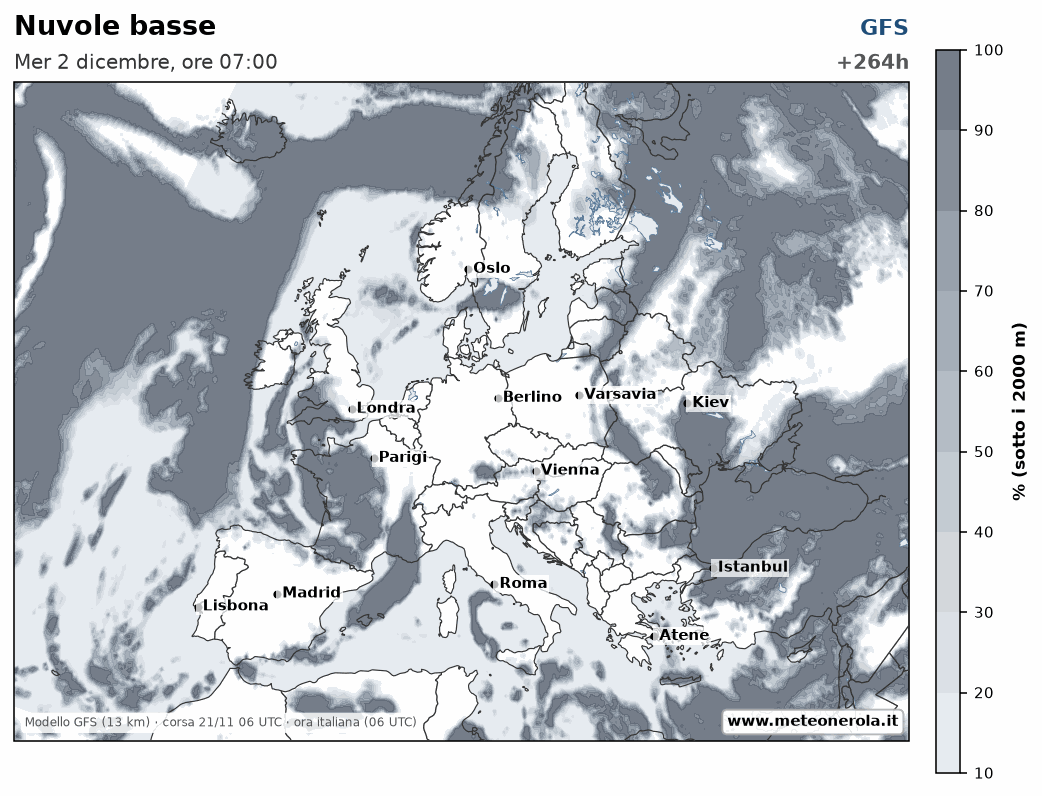 Nuvole basse
GFS
Mer 2 dicembre, ore 07:00
+264h
100
90
80
70
60
50
40
30
20
10
% (sotto i 2000 m)
Oslo
Londra
Berlino
Varsavia
Kiev
Parigi
Vienna
Istanbul
Roma
Madrid
Lisbona
Atene
Modello GFS (13 km) · corsa 21/11 06 UTC · ora italiana (06 UTC)
www.meteonerola.it